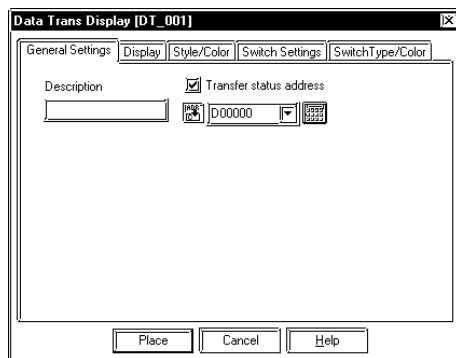 Data Trans Display [DT_001]
General Settings Display Style/Color Switch Settings SwitchType/Color
Description Transfer status address
D00000
Place Cancel Help